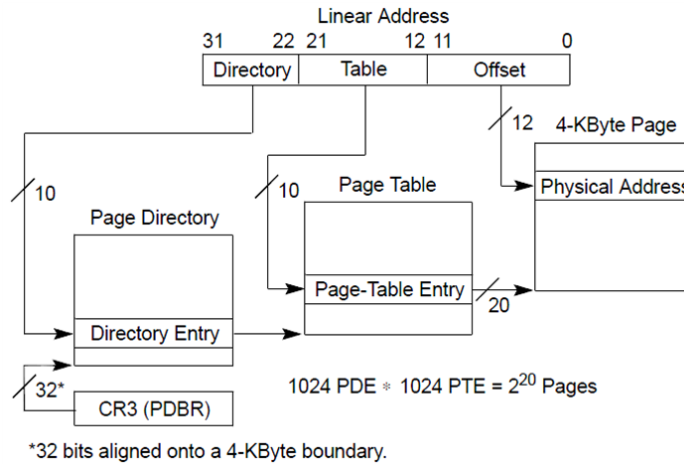 Linear Address
31 22 21 12 11 0
Directory Table Offset
12 4-KByte Page
10 10 Page Table Physical Address
Page Directory
Page-Table Entry 20
Directory Entry
32*
1024 PDE * 1024 PTE = 2^20 Pages
CR3 (PDBR)
*32 bits aligned onto a 4-KByte boundary.